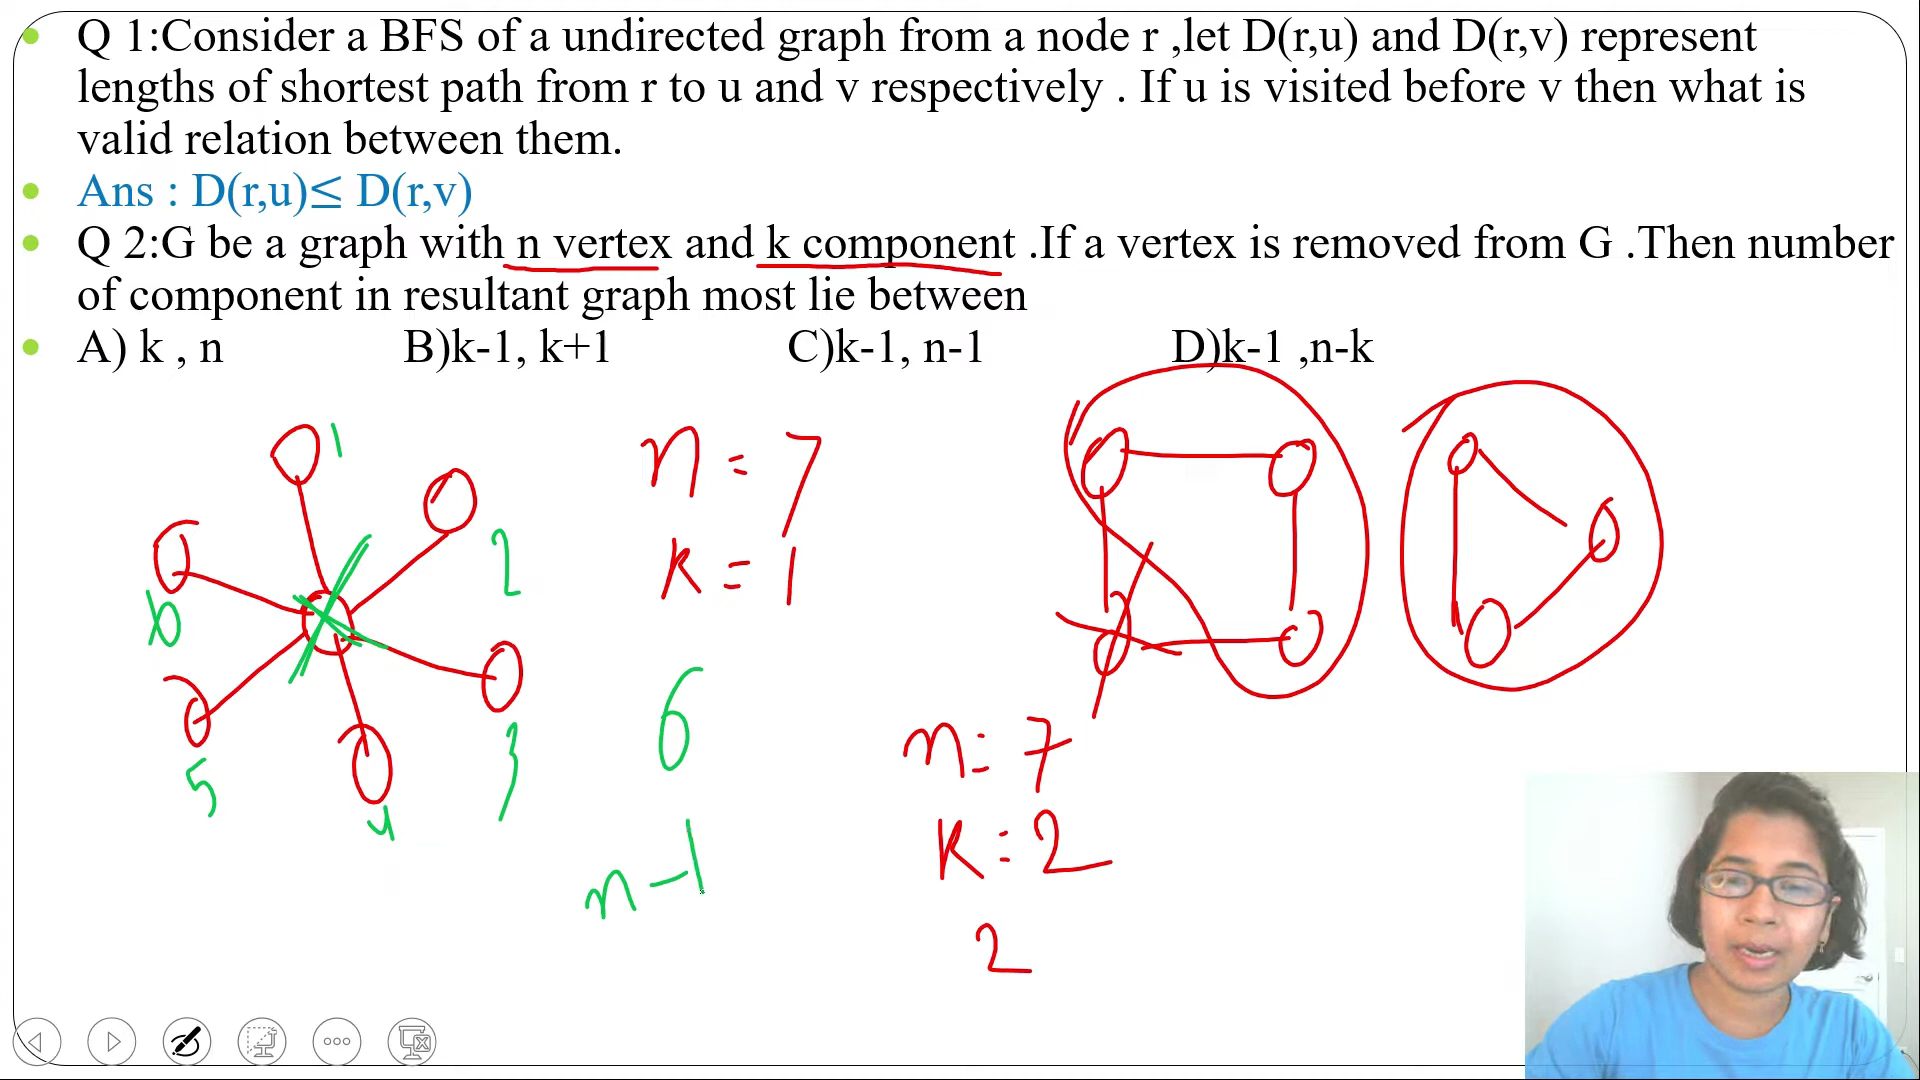 Q 1:Consider a BFS of a undirected graph from a node r ,let D(r,u) and D(r,v) represent
lengths of shortest path from r to u and v respectively . If u is visited before v then what is
valid relation between them.
Ans : D(r,u)≤ D(r,v)
Q 2:G be a graph with n vertex and k component .If a vertex is removed from G .Then number
of component in resultant graph most lie between
A) k , n B)k-1, k+1 C)k-1, n-1 D)k-1 ,n-k
1
2
6
5
4
3
n = 7
k = 1
6
n-1
n = 7
k = 2
2